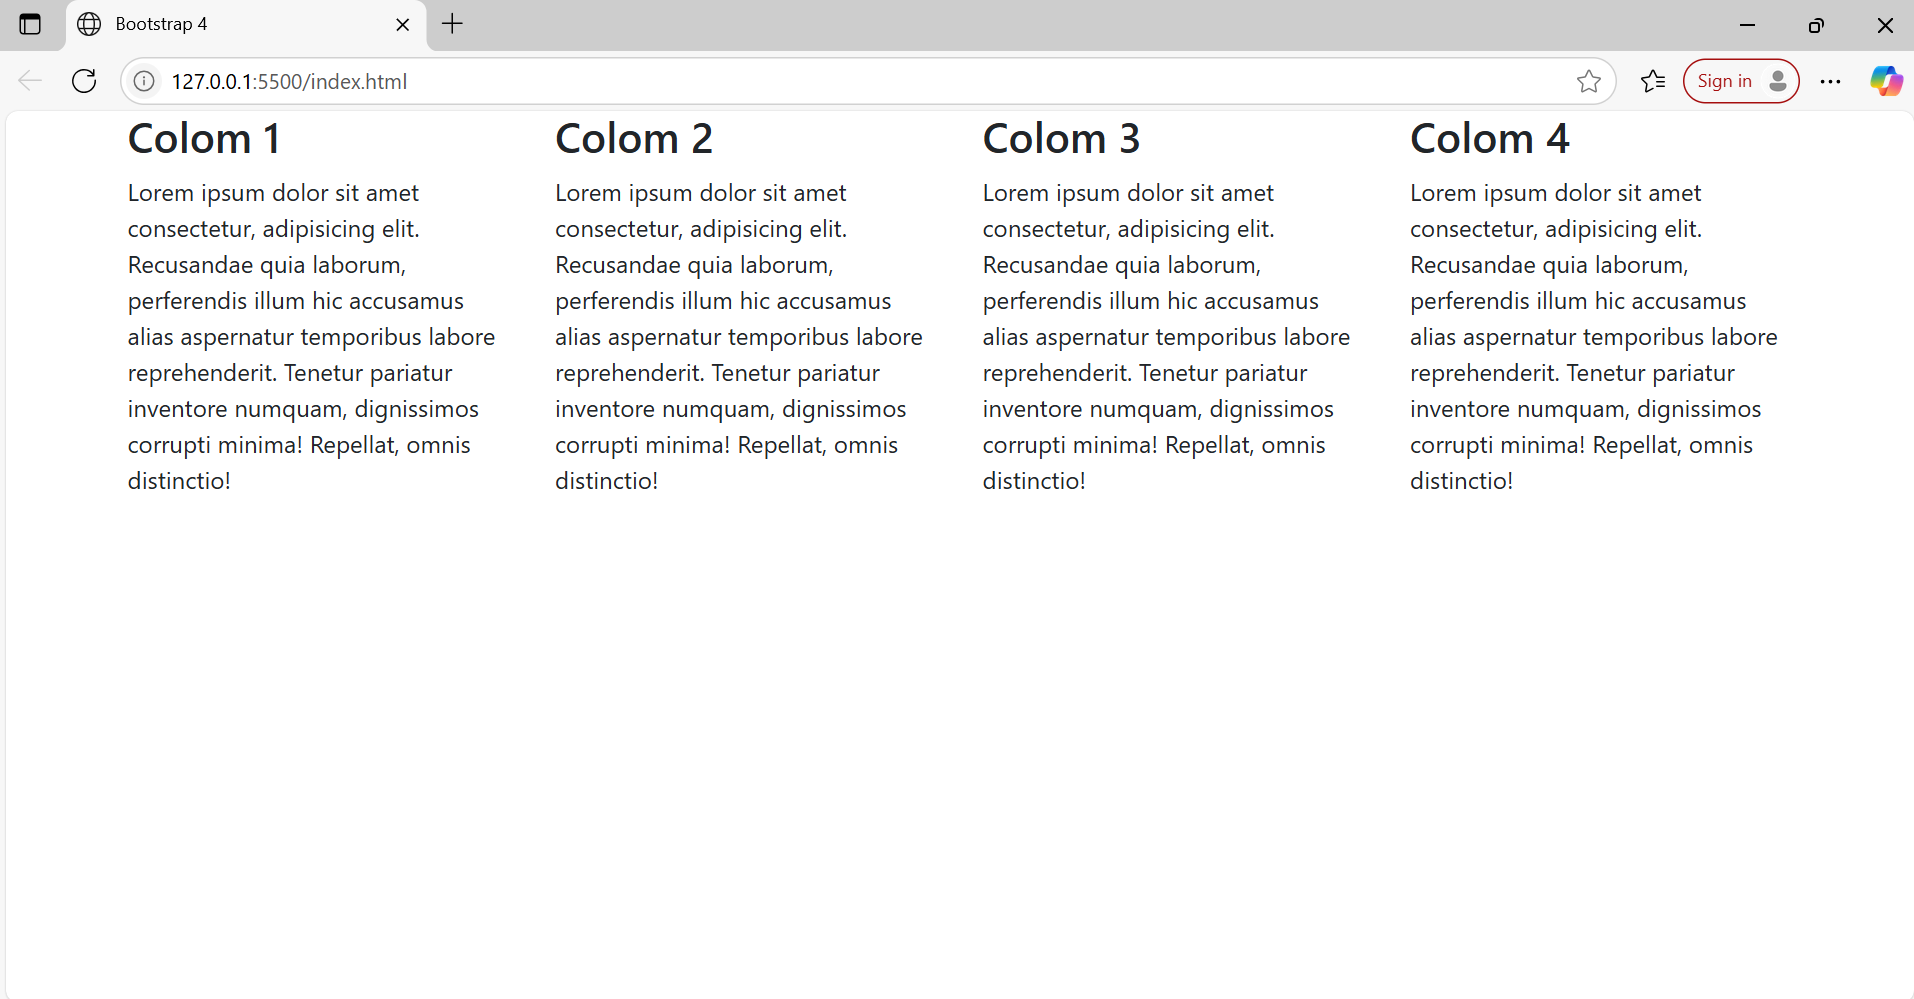 Bootstrap 4
127.0.0.1:5500/index.html
Sign in
Colom 1
Lorem ipsum dolor sit amet
consectetur, adipisicing elit.
Recusandae quia laborum,
perferendis illum hic accusamus
alias aspernatur temporibus labore
reprehenderit. Tenetur pariatur
inventore numquam, dignissimos
corrupti minima! Repellat, omnis
distinctio!
Colom 2
Lorem ipsum dolor sit amet
consectetur, adipisicing elit.
Recusandae quia laborum,
perferendis illum hic accusamus
alias aspernatur temporibus labore
reprehenderit. Tenetur pariatur
inventore numquam, dignissimos
corrupti minima! Repellat, omnis
distinctio!
Colom 3
Lorem ipsum dolor sit amet
consectetur, adipisicing elit.
Recusandae quia laborum,
perferendis illum hic accusamus
alias aspernatur temporibus labore
reprehenderit. Tenetur pariatur
inventore numquam, dignissimos
corrupti minima! Repellat, omnis
distinctio!
Colom 4
Lorem ipsum dolor sit amet
consectetur, adipisicing elit.
Recusandae quia laborum,
perferendis illum hic accusamus
alias aspernatur temporibus labore
reprehenderit. Tenetur pariatur
inventore numquam, dignissimos
corrupti minima! Repellat, omnis
distinctio!